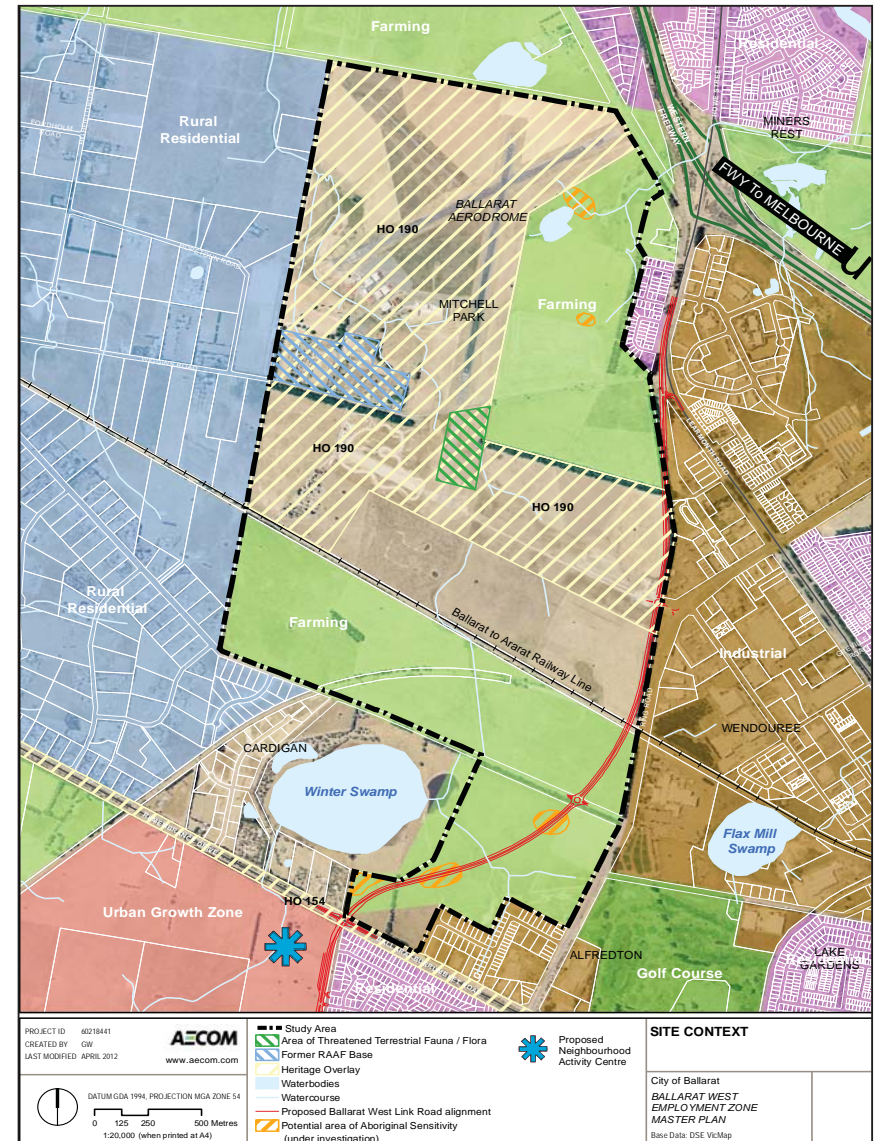 Farming
Residential
Rural
Residential
MINERS
REST
WESTERN
FREEWAY
FWY To MELBOURNE
BALLARAT
AERODROME
HO 190
MITCHELL
PARK
Farming
HO 190
LEARMONTH ROAD
HO 190
Rural
Residential
Farming
Ballarat to Ararat Railway Line
Industrial
ROAD
WENDOUREE
CARDIGAN
Winter Swamp
Flax Mill
Swamp
HO 154
Urban Growth Zone
ALFREDTON
LAKE
GARDENS
Golf Course
Residential
PROJECT ID 60218441
CREATED BY GW
LAST MODIFIED APRIL 2012
AECOM
www.aecom.com
0 125 250 500 Metres
1:20,000 (when printed at A4)
DATUM GDA 1994, PROJECTION MGA ZONE 54
Study Area
Area of Threatened Terrestrial Fauna / Flora
Former RAAF Base
Heritage Overlay
Waterbodies
Watercourse
Proposed Ballarat West Link Road alignment
Potential area of Aboriginal Sensitivity
(under investigation)
Proposed
Neighbourhood
Activity Centre
SITE CONTEXT
City of Ballarat
BALLARAT WEST
EMPLOYMENT ZONE
MASTER PLAN
Base Data: DSE VicMap